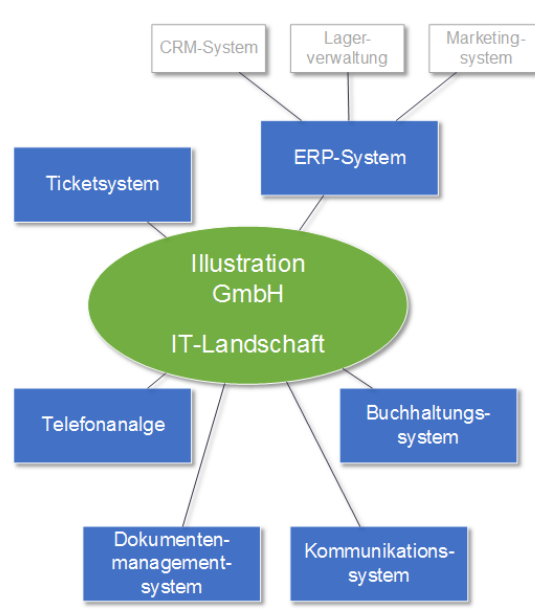 CRM-System
Lager-
verwaltung
Marketing-
system
ERP-System
Ticketsystem
Illustration
GmbH
IT-Landschaft
Telefonanalge
Buchhaltungs-
system
Dokumenten-
management-
system
Kommunikations-
system